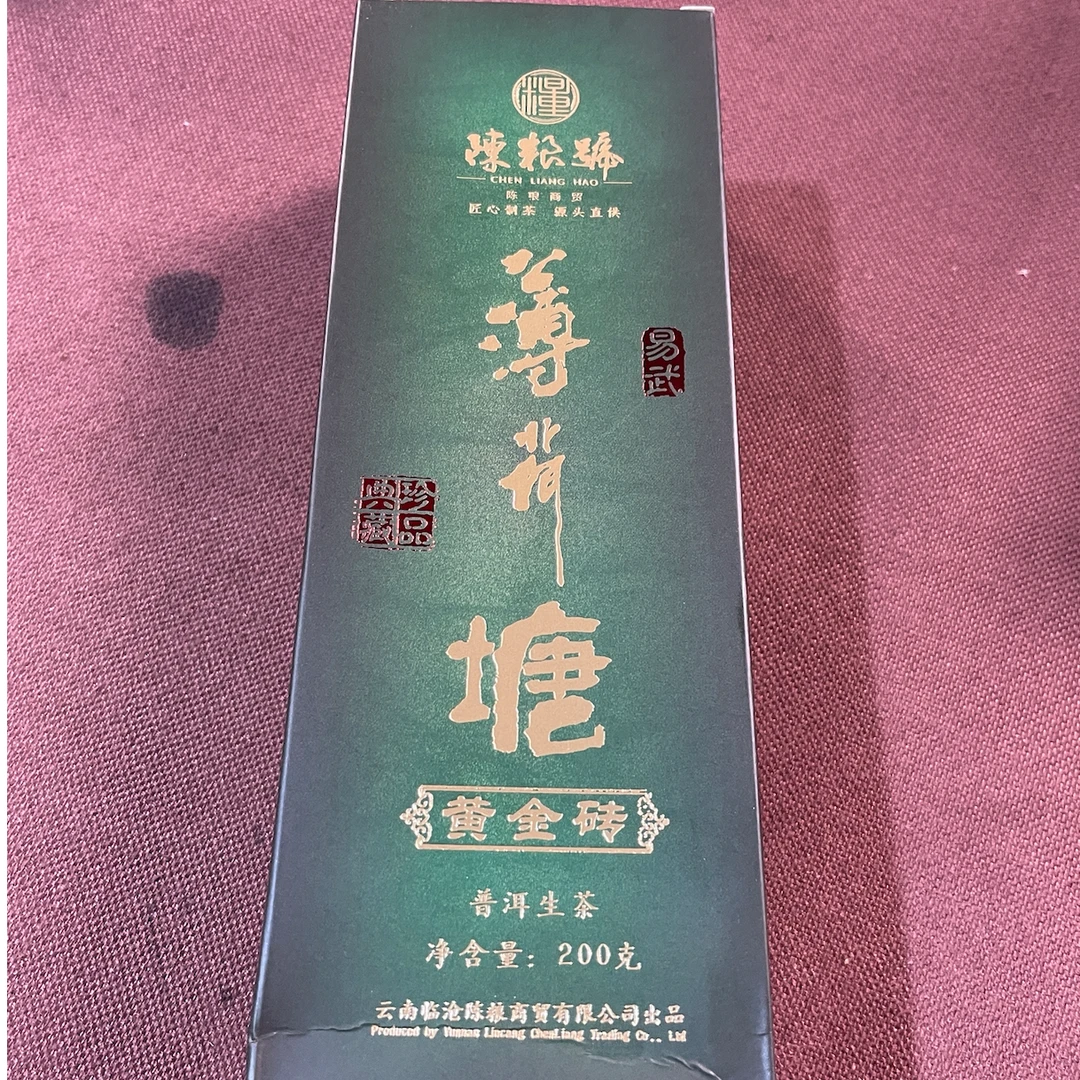 陳粮號
CHEN LIANG HAO
陈粮商贸
匠心制茶 源头直供
薄荷塘
易武
珍品
典藏
黄金砖
普洱生茶
净含量：200克
云南临沧陈粮商贸有限公司出品
Produced by Yunnan Lincang ChenLiang Trading Co., Ltd